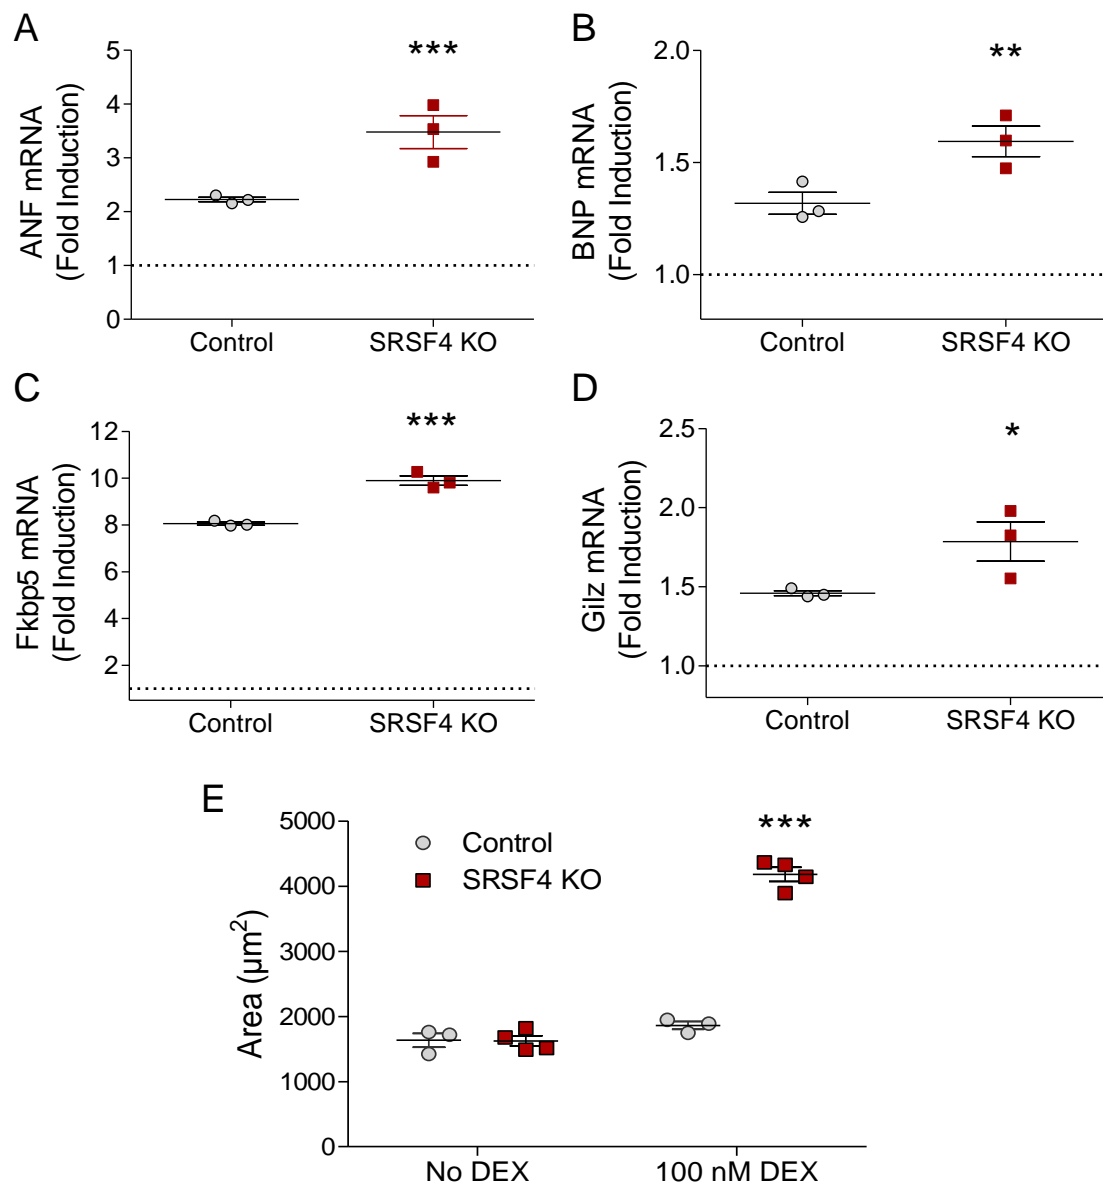 A
ANF mRNA
(Fold Induction)
5
4
3
2
1
0
***
Control
SRSF4 KO
B
BNP mRNA
(Fold Induction)
2.0
1.5
1.0
**
Control
SRSF4 KO
C
Fkbp5 mRNA
(Fold Induction)
12
10
8
6
4
2
***
Control
SRSF4 KO
D
Gilz mRNA
(Fold Induction)
2.5
2.0
1.5
1.0
*
Control
SRSF4 KO
E
Area (µm²)
5000
4000
3000
2000
1000
0
Control
SRSF4 KO
***
No DEX
100 nM DEX